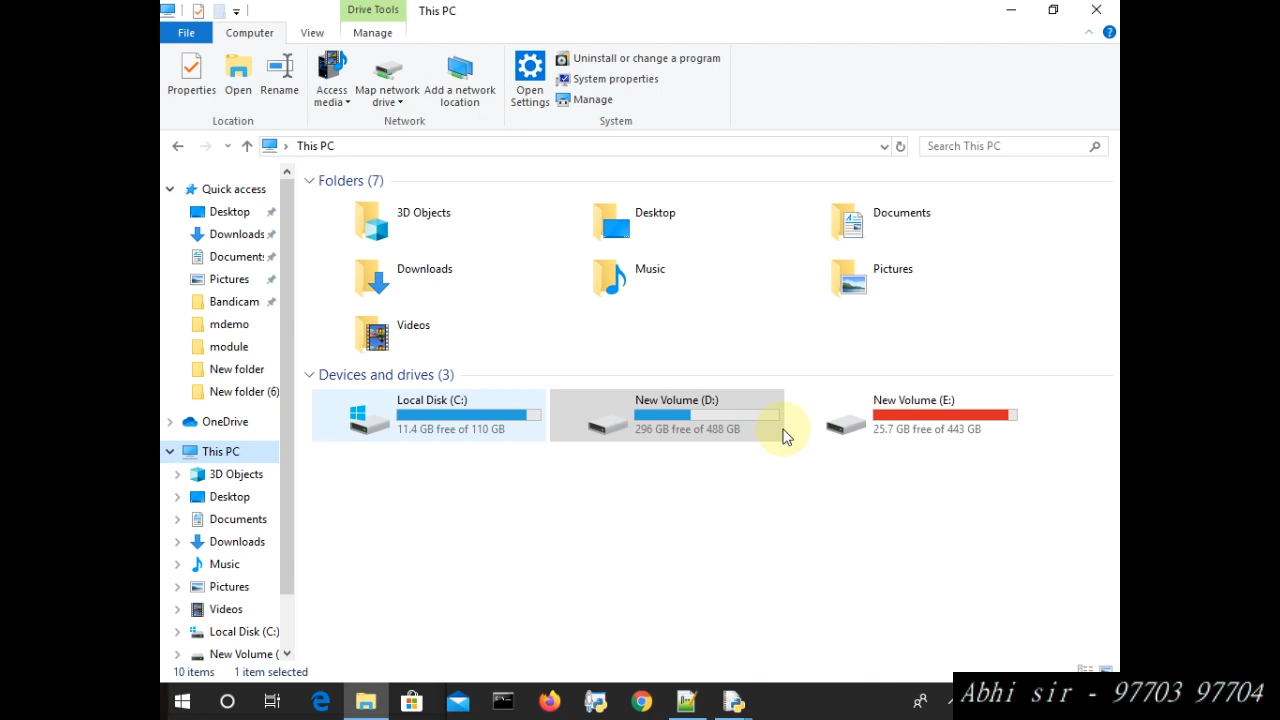 Drive Tools
This PC
File
Computer
View
Manage
Properties
Open
Rename
Access media
Map network drive
Add a network location
Open Settings
Uninstall or change a program
System properties
Manage
Location
Network
System
This PC
Search This PC
Quick access
Desktop
Downloads
Document
Pictures
Bandicam
mdemo
module
New folder
New folder (6)
OneDrive
This PC
3D Objects
Desktop
Documents
Downloads
Music
Pictures
Videos
Local Disk (C:)
New Volume (
Folders (7)
3D Objects
Desktop
Documents
Downloads
Music
Pictures
Videos
Devices and drives (3)
Local Disk (C:)
11.4 GB free of 110 GB
New Volume (D:)
296 GB free of 488 GB
New Volume (E:)
25.7 GB free of 443 GB
10 items
1 item selected
Abhi sir - 97703 97704